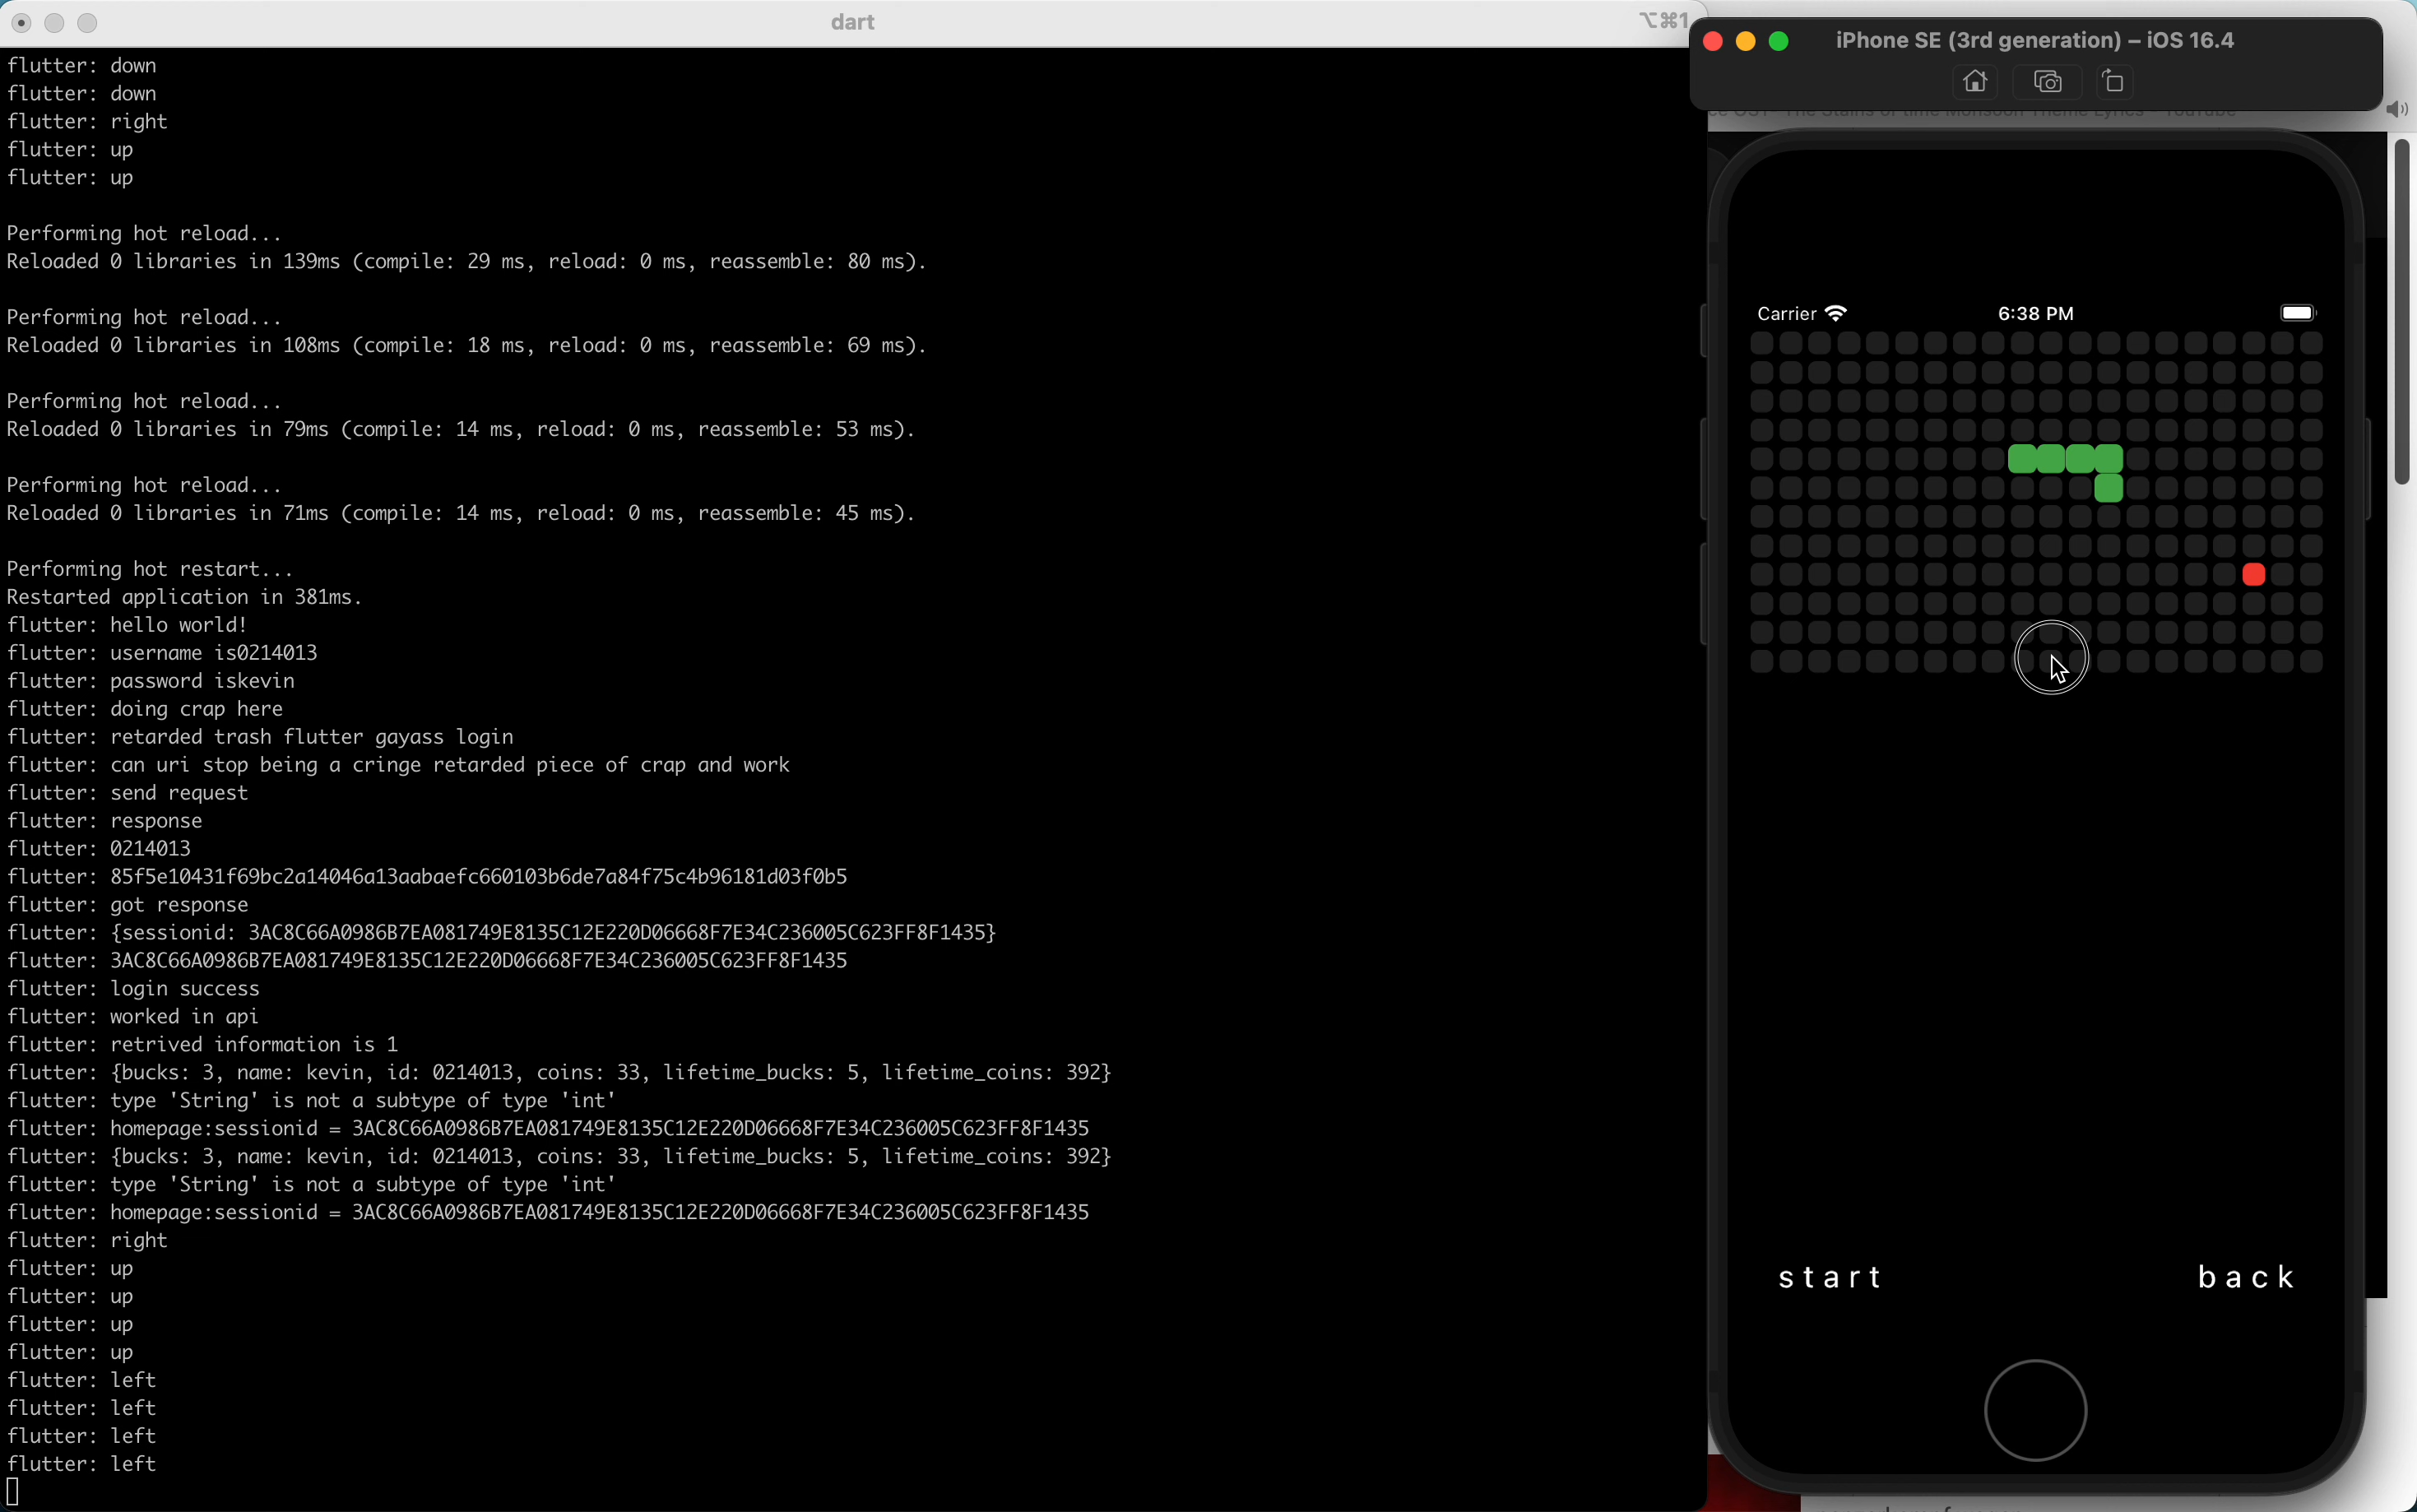 dart
⌥⌘1
flutter: down
flutter: down
flutter: right
flutter: up
flutter: up
Performing hot reload...
Reloaded 0 libraries in 139ms (compile: 29 ms, reload: 0 ms, reassemble: 80 ms).
Performing hot reload...
Reloaded 0 libraries in 108ms (compile: 18 ms, reload: 0 ms, reassemble: 69 ms).
Performing hot reload...
Reloaded 0 libraries in 79ms (compile: 14 ms, reload: 0 ms, reassemble: 53 ms).
Performing hot reload...
Reloaded 0 libraries in 71ms (compile: 14 ms, reload: 0 ms, reassemble: 45 ms).
Performing hot restart...
Restarted application in 381ms.
flutter: hello world!
flutter: username is0214013
flutter: password iskevin
flutter: doing crap here
flutter: retarded trash flutter gayass login
flutter: can uri stop being a cringe retarded piece of crap and work
flutter: send request
flutter: response
flutter: 0214013
flutter: 85f5e10431f69bc2a14046a13aabaefc660103b6de7a84f75c4b96181d03f0b5
flutter: got response
flutter: {sessionid: 3AC8C66A0986B7EA081749E8135C12E220D06668F7E34C236005C623FF8F1435}
flutter: 3AC8C66A0986B7EA081749E8135C12E220D06668F7E34C236005C623FF8F1435
flutter: login success
flutter: worked in api
flutter: retrived information is 1
flutter: {bucks: 3, name: kevin, id: 0214013, coins: 33, lifetime_bucks: 5, lifetime_coins: 392}
flutter: type 'String' is not a subtype of type 'int'
flutter: homepage:sessionid = 3AC8C66A0986B7EA081749E8135C12E220D06668F7E34C236005C623FF8F1435
flutter: {bucks: 3, name: kevin, id: 0214013, coins: 33, lifetime_bucks: 5, lifetime_coins: 392}
flutter: type 'String' is not a subtype of type 'int'
flutter: homepage:sessionid = 3AC8C66A0986B7EA081749E8135C12E220D06668F7E34C236005C623FF8F1435
flutter: right
flutter: up
flutter: up
flutter: up
flutter: up
flutter: left
flutter: left
flutter: left
flutter: left
iPhone SE (3rd generation) – iOS 16.4
OST - The Stains of time Monsoon Theme Lyrics - YouTube
Carrier
6:38 PM
start
back